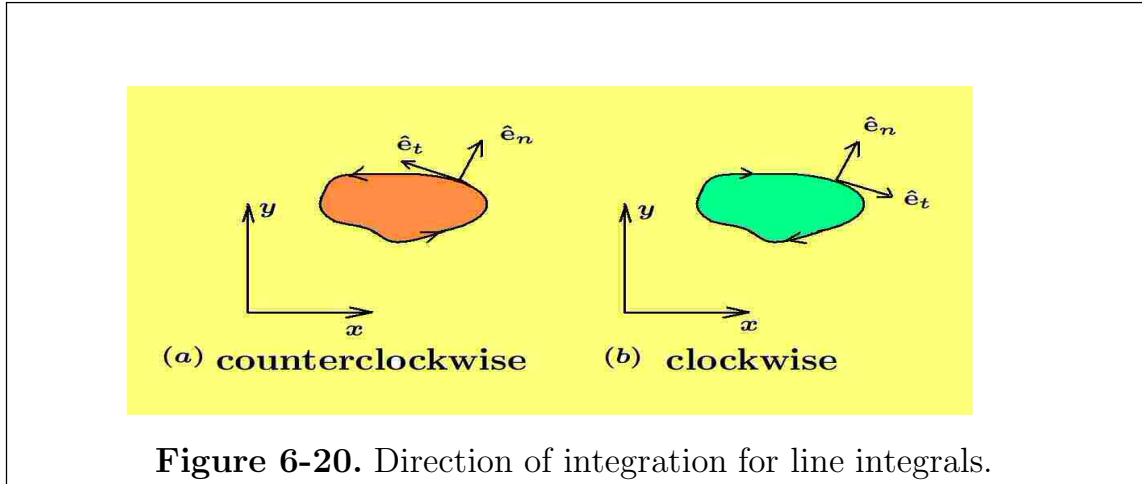 ê_t ê_n
y
x
(a) counterclockwise
ê_n
ê_t
y
x
(b) clockwise
Figure 6-20. Direction of integration for line integrals.